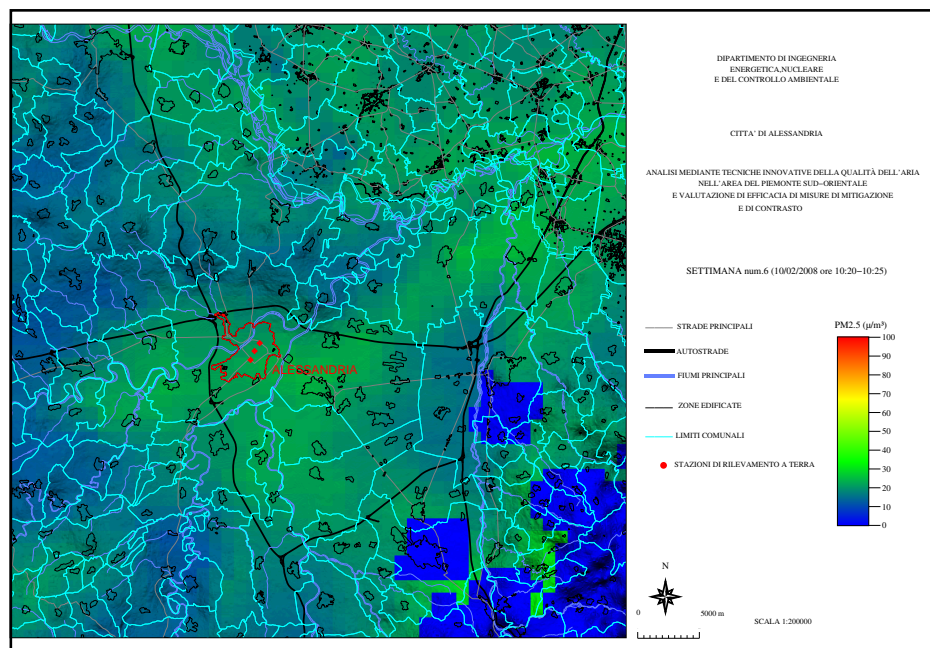 DIPARTIMENTO DI INGEGNERIA
ENERGETICA,NUCLEARE
E DEL CONTROLLO AMBIENTALE
CITTA' DI ALESSANDRIA
ANALISI MEDIANTE TECNICHE INNOVATIVE DELLA QUALITÀ DELL'ARIA
NELL'AREA DEL PIEMONTE SUD–ORIENTALE
E VALUTAZIONE DI EFFICACIA DI MISURE DI MITIGAZIONE
E DI CONTRASTO
SETTIMANA num.6 (10/02/2008 ore 10:20–10:25)
STRADE PRINCIPALI
AUTOSTRADE
FIUMI PRINCIPALI
ZONE EDIFICATE
LIMITI COMUNALI
STAZIONI DI RILEVAMENTO A TERRA
PM2.5 (µ/m³)
100
90
80
70
60
50
40
30
20
10
0
ALESSANDRIA
N
0 5000 m
SCALA 1:200000